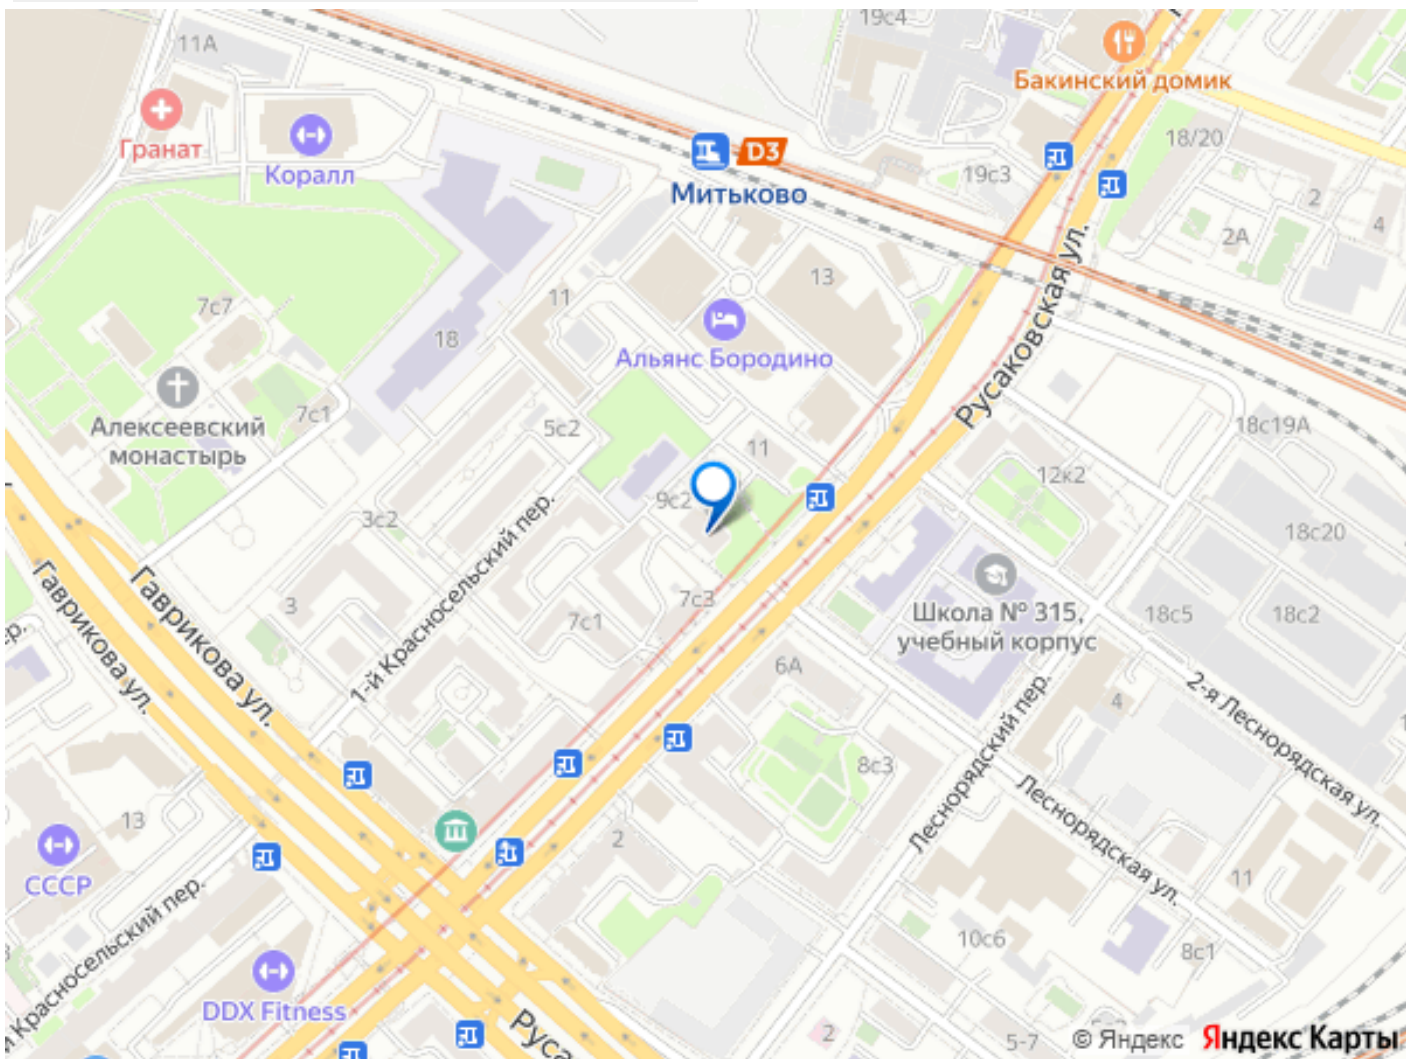 19с4
11А
Бакинский домик
Гранат
Коралл
D3
Митьково
18/20
19с3
2
4
2А
7с7
11
13
18
Альянс Бородино
Русаковская ул.
Алексеевский
монастырь
7с1
5с2
11
18с19А
12к2
9с2
3с2
1-й Красносельский пер.
18с20
Гаврикова ул.
Гаврикова ул.
3
7с1
7с3
Школа № 315,
учебный корпус
18с5
18с2
р.
6А
4
2-я Леснорядская ул.
Леснорядский пер.
8с3
Леснорядская ул.
13
2
СССР
11
й Красносельский пер.
10с6
8с1
DDX Fitness
Руса
2
5-7
© Яндекс Яндекс Карты